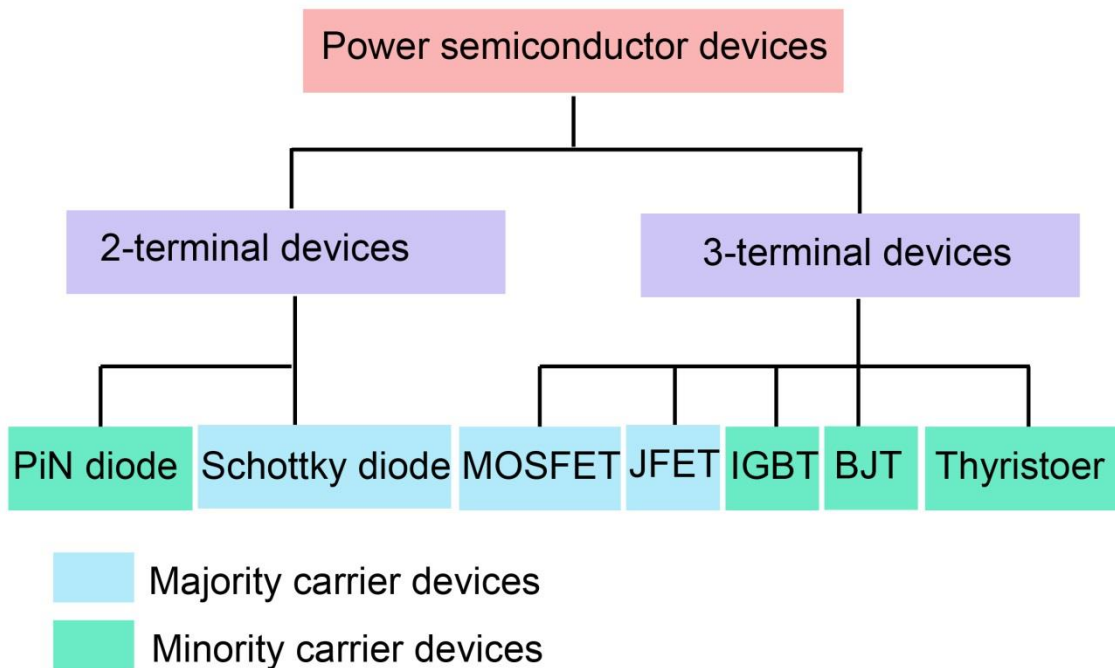 Power semiconductor devices
2-terminal devices
3-terminal devices
PiN diode
Schottky diode
MOSFET
JFET
IGBT
BJT
Thyristoer
Majority carrier devices
Minority carrier devices